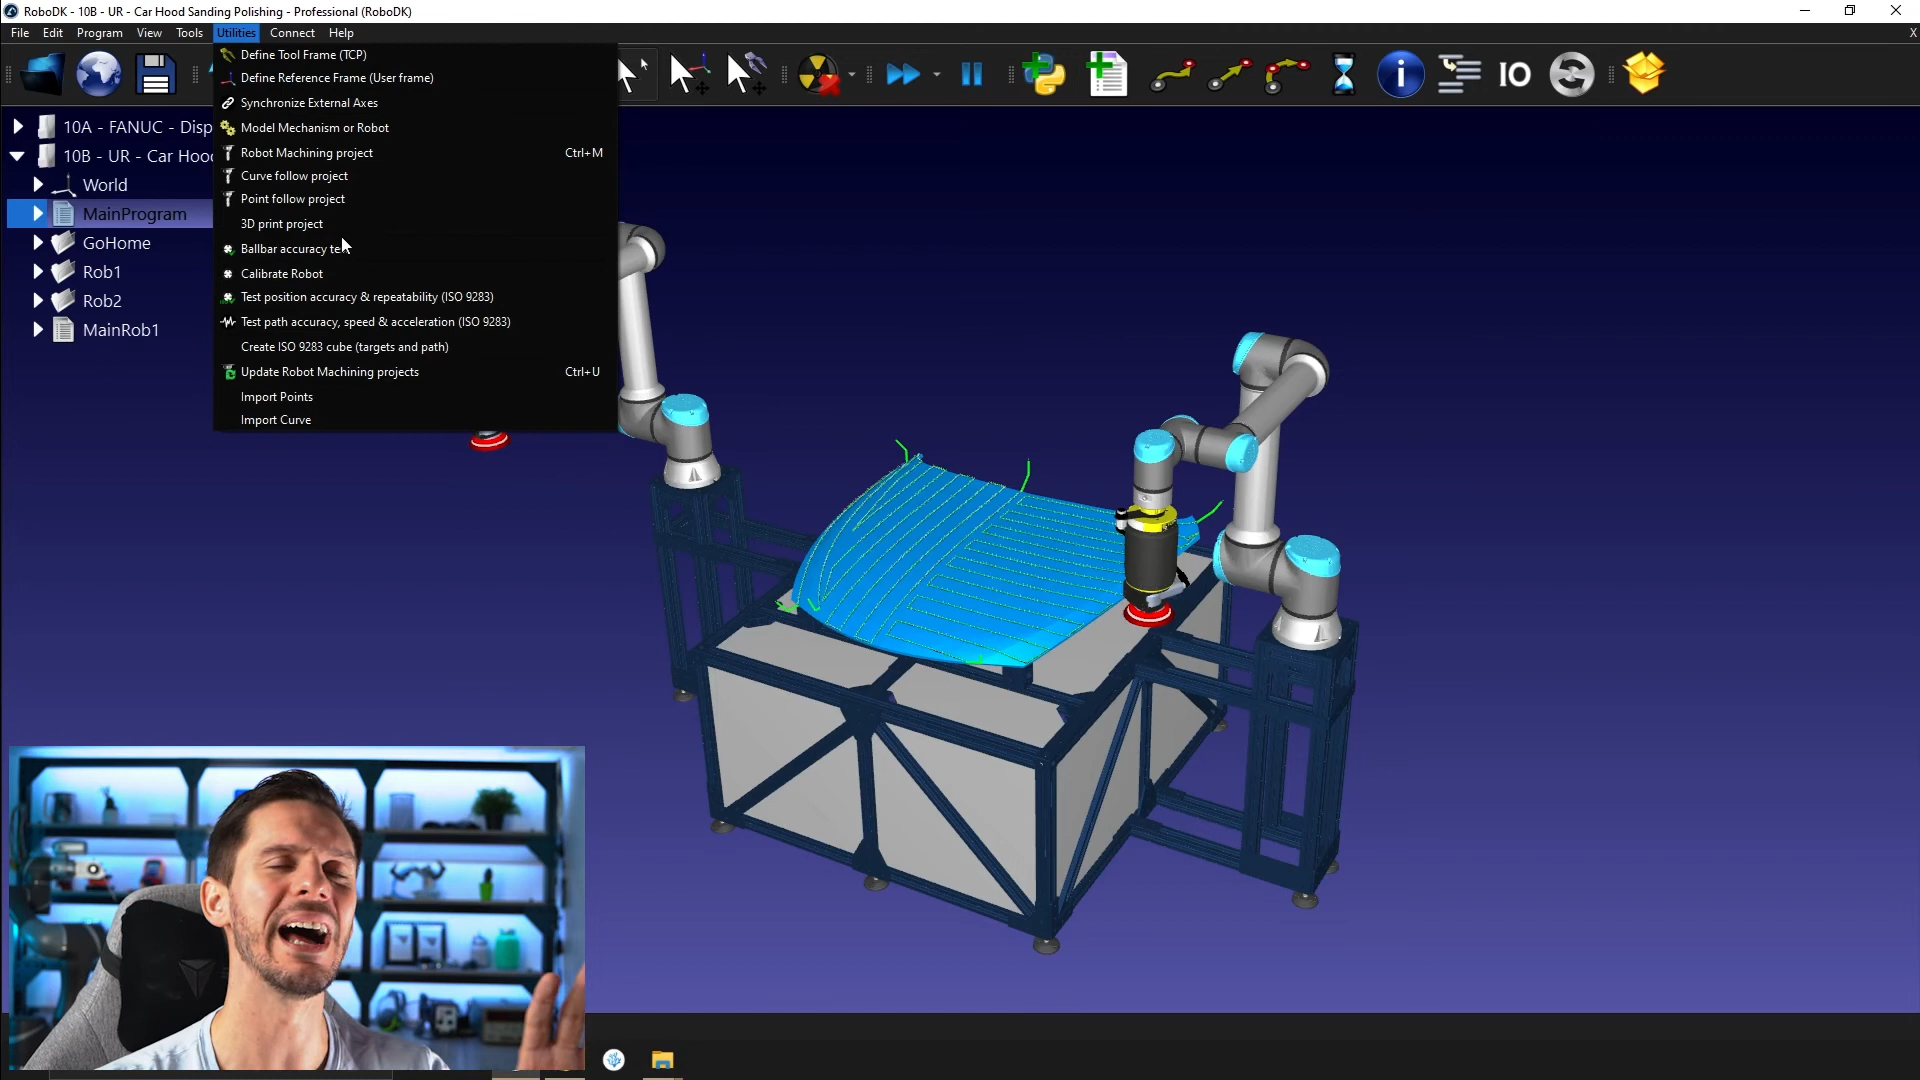 RoboDK - 10B - UR - Car Hood Sanding Polishing - Professional (RoboDK)
File Edit Program View Tools Utilities Connect Help
X
IO
Define Tool Frame (TCP)
Define Reference Frame (User frame)
Synchronize External Axes
Model Mechanism or Robot
Robot Machining project Ctrl+M
Curve follow project
Point follow project
3D print project
Ballbar accuracy te
Calibrate Robot
Test position accuracy & repeatability (ISO 9283)
Test path accuracy, speed & acceleration (ISO 9283)
Create ISO 9283 cube (targets and path)
Update Robot Machining projects Ctrl+U
Import Points
Import Curve
10A - FANUC - Disp
10B - UR - Car Hoo
World
MainProgram
GoHome
Rob1
Rob2
MainRob1